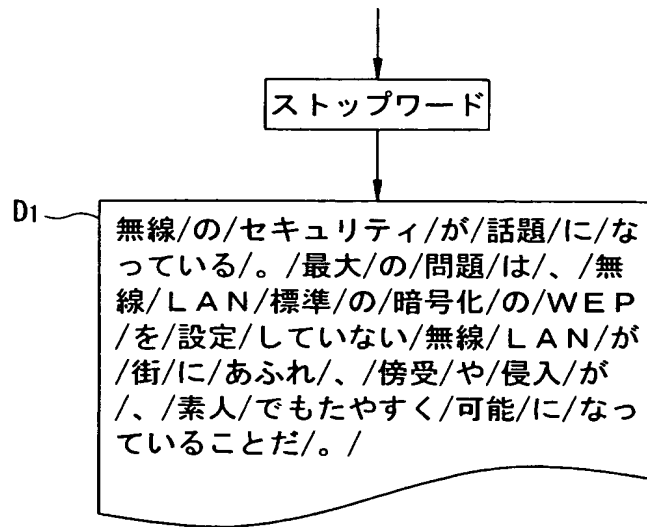 ストップワード
D1
無線/の/セキュリティ/が/話題/に/な
っている/。/最大/の/問題/は/、/無
線/LAN/標準/の/暗号化/の/WEP
/を/設定/していない/無線/LAN/が
/街/に/あふれ/、/傍受/や/侵入/が
/、/素人/でもたやすく/可能/に/なっ
ていることだ/。/